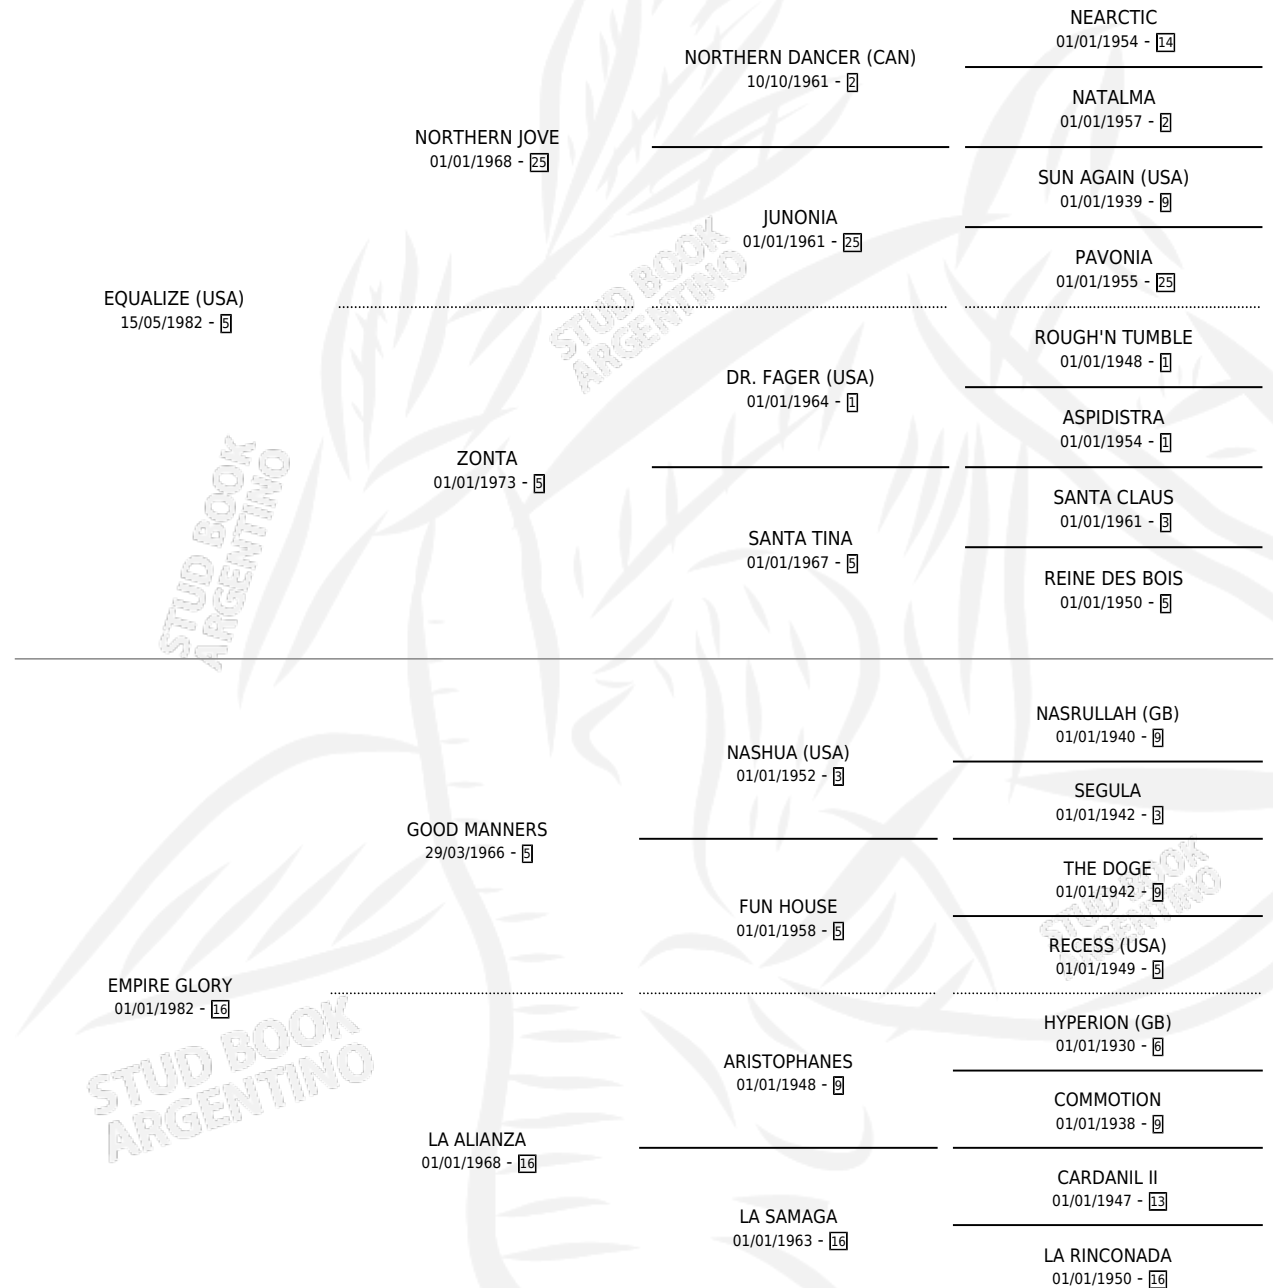 NEARCTIC
01/01/1954 - 14
NORTHERN DANCER (CAN)
10/10/1961 - 2
NATALMA
01/01/1957 - 2
NORTHERN JOVE
01/01/1968 - 25
SUN AGAIN (USA)
01/01/1939 - 9
JUNONIA
01/01/1961 - 25
PAVONIA
01/01/1955 - 25
EQUALIZE (USA)
15/05/1982 - 5
ROUGH'N TUMBLE
01/01/1948 - 1
DR. FAGER (USA)
01/01/1964 - 1
ASPIDISTRA
01/01/1954 - 1
ZONTA
01/01/1973 - 5
SANTA CLAUS
01/01/1961 - 3
SANTA TINA
01/01/1967 - 5
REINE DES BOIS
01/01/1950 - 5
STUD BOOK
ARGENTINO
STUD BOOK
ARGENTINO
NASRULLAH (GB)
01/01/1940 - 9
NASHUA (USA)
01/01/1952 - 3
SEGULA
01/01/1942 - 3
GOOD MANNERS
29/03/1966 - 5
THE DOGE
01/01/1942 - 9
FUN HOUSE
01/01/1958 - 5
RECESS (USA)
01/01/1949 - 5
STUD BOOK
ARGENTINO
EMPIRE GLORY
01/01/1982 - 16
HYPERION (GB)
01/01/1930 - 6
ARISTOPHANES
01/01/1948 - 9
COMMOTION
01/01/1938 - 9
STUD BOOK
ARGENTINO
LA ALIANZA
01/01/1968 - 16
CARDANIL II
01/01/1947 - 13
LA SAMAGA
01/01/1963 - 16
LA RINCONADA
01/01/1950 - 16